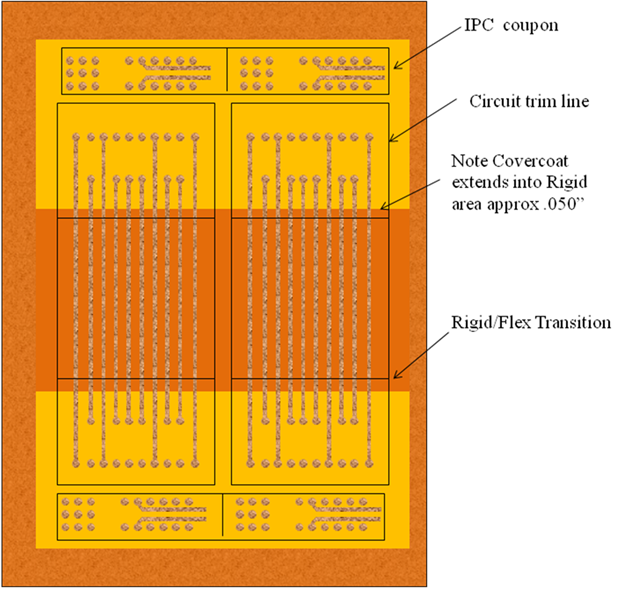 IPC  coupon
Circuit trim line
Note Covercoat
extends into Rigid
area approx .050”
Rigid/Flex Transition